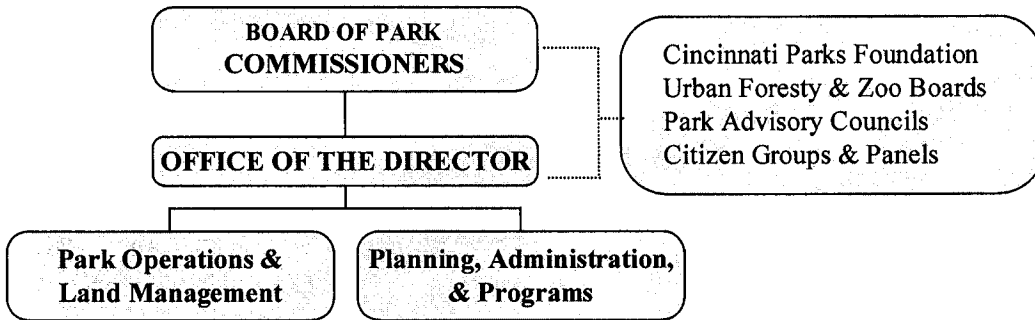 BOARD OF PARK
COMMISSIONERS
Cincinnati Parks Foundation
Urban Foresty & Zoo Boards
Park Advisory Councils
Citizen Groups & Panels
OFFICE OF THE DIRECTOR
Park Operations &
Land Management
Planning, Administration,
& Programs